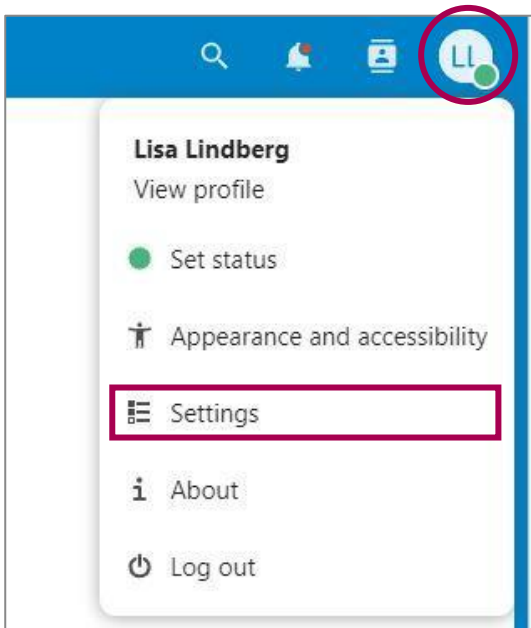 LL
Lisa Lindberg
View profile
Set status
Appearance and accessibility
Settings
About
Log out